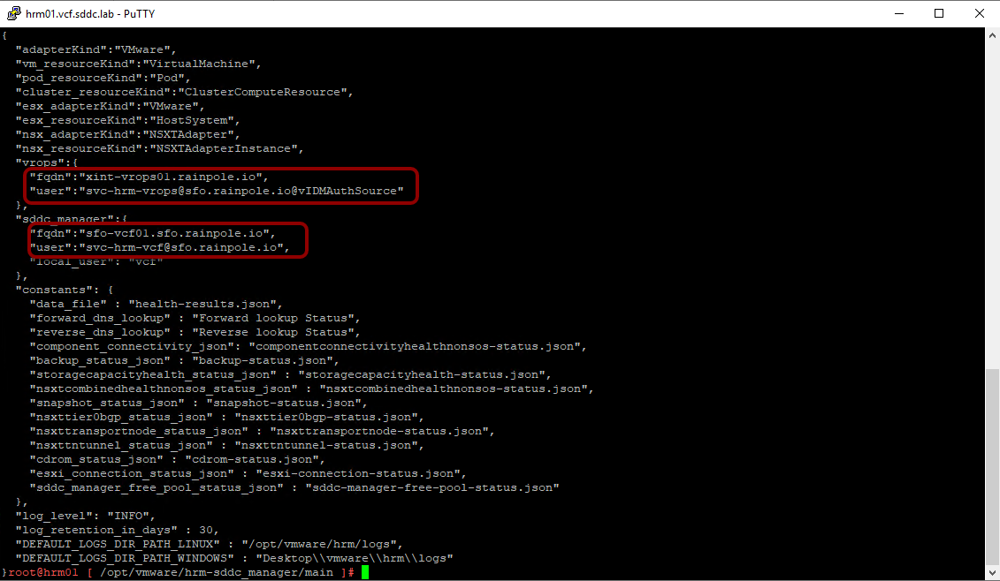 hrm01.vcf.sddc.lab - PuTTY
{
  "adapterKind":"VMware",
  "vm_resourceKind":"VirtualMachine",
  "pod_resourceKind":"Pod",
  "cluster_resourceKind":"ClusterComputeResource",
  "esx_adapterKind":"VMware",
  "esx_resourceKind":"HostSystem",
  "nsx_adapterKind":"NSXTAdapter",
  "nsx_resourceKind":"NSXTAdapterInstance",
  "vrops":{
    "fqdn":"xint-vrops01.rainpole.io",
    "user":"svc-hrm-vrops@sfo.rainpole.io@vIDMAuthSource"
  },
  "sddc_manager":{
    "fqdn":"sfo-vcf01.sfo.rainpole.io",
    "user":"svc-hrm-vcf@sfo.rainpole.io",
    "local_user": "vcf"
  },
  "constants": {
    "data_file" : "health-results.json",
    "forward_dns_lookup" : "Forward lookup Status",
    "reverse_dns_lookup" : "Reverse lookup Status",
    "component_connectivity_json": "componentconnectivityhealthnonsos-status.json",
    "backup_status_json" : "backup-status.json",
    "storagecapacityhealth_status_json" : "storagecapacityhealth-status.json",
    "nsxtcombinedhealthnonsos_status_json" : "nsxtcombinedhealthnonsos-status.json",
    "snapshot_status_json" : "snapshot-status.json",
    "nsxttier0bgp_status_json" : "nsxttier0bgp-status.json",
    "nsxttransportnode_status_json" : "nsxttransportnode-status.json",
    "nsxttntunnel_status_json" : "nsxttntunnel-status.json",
    "cdrom_status_json" : "cdrom-status.json",
    "esxi_connection_status_json" : "esxi-connection-status.json",
    "sddc_manager_free_pool_status_json" : "sddc-manager-free-pool-status.json"
  },
  "log_level": "INFO",
  "log_retention_in_days" : 30,
  "DEFAULT_LOGS_DIR_PATH_LINUX" : "/opt/vmware/hrm/logs",
  "DEFAULT_LOGS_DIR_PATH_WINDOWS" : "Desktop\\vmware\\hrm\\logs"
}root@hrm01 [ /opt/vmware/hrm-sddc_manager/main ]#